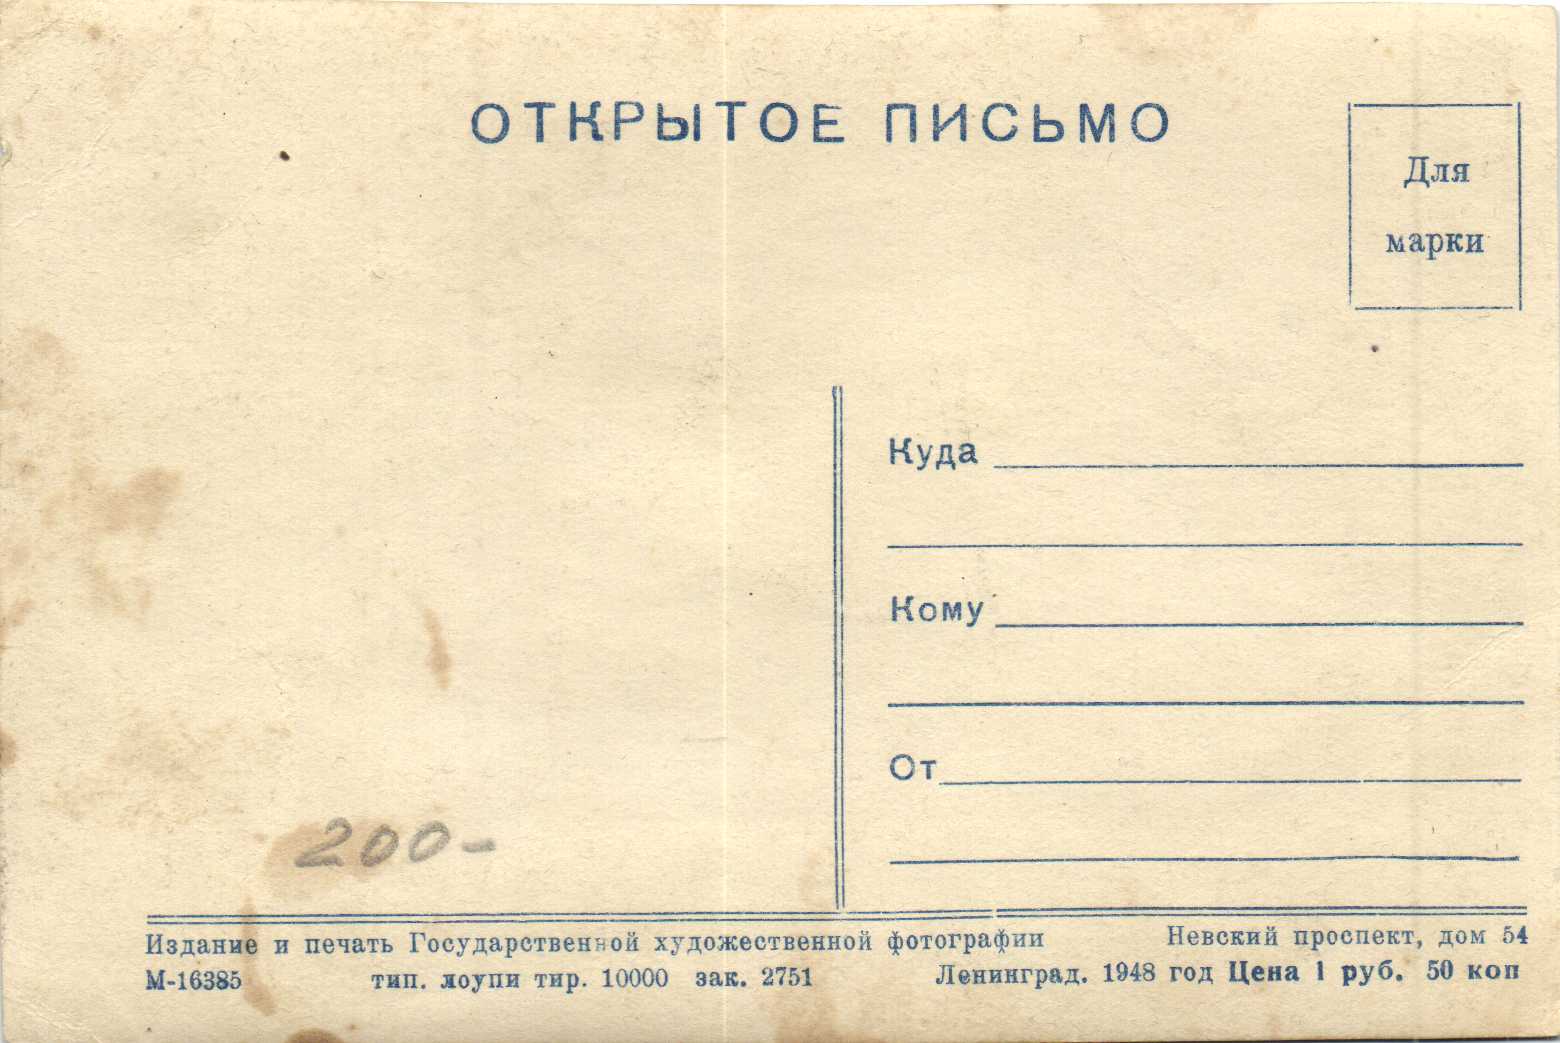 ОТКРЫТОЕ ПИСЬМО
Для
марки
Куда
Кому
От
200-
Издание и печать Государственной художественной фотографии Невский проспект, дом 54
М-16385 тип. лоупи тир. 10000 зак. 2751 Ленинград. 1948 год Цена 1 руб. 50 коп